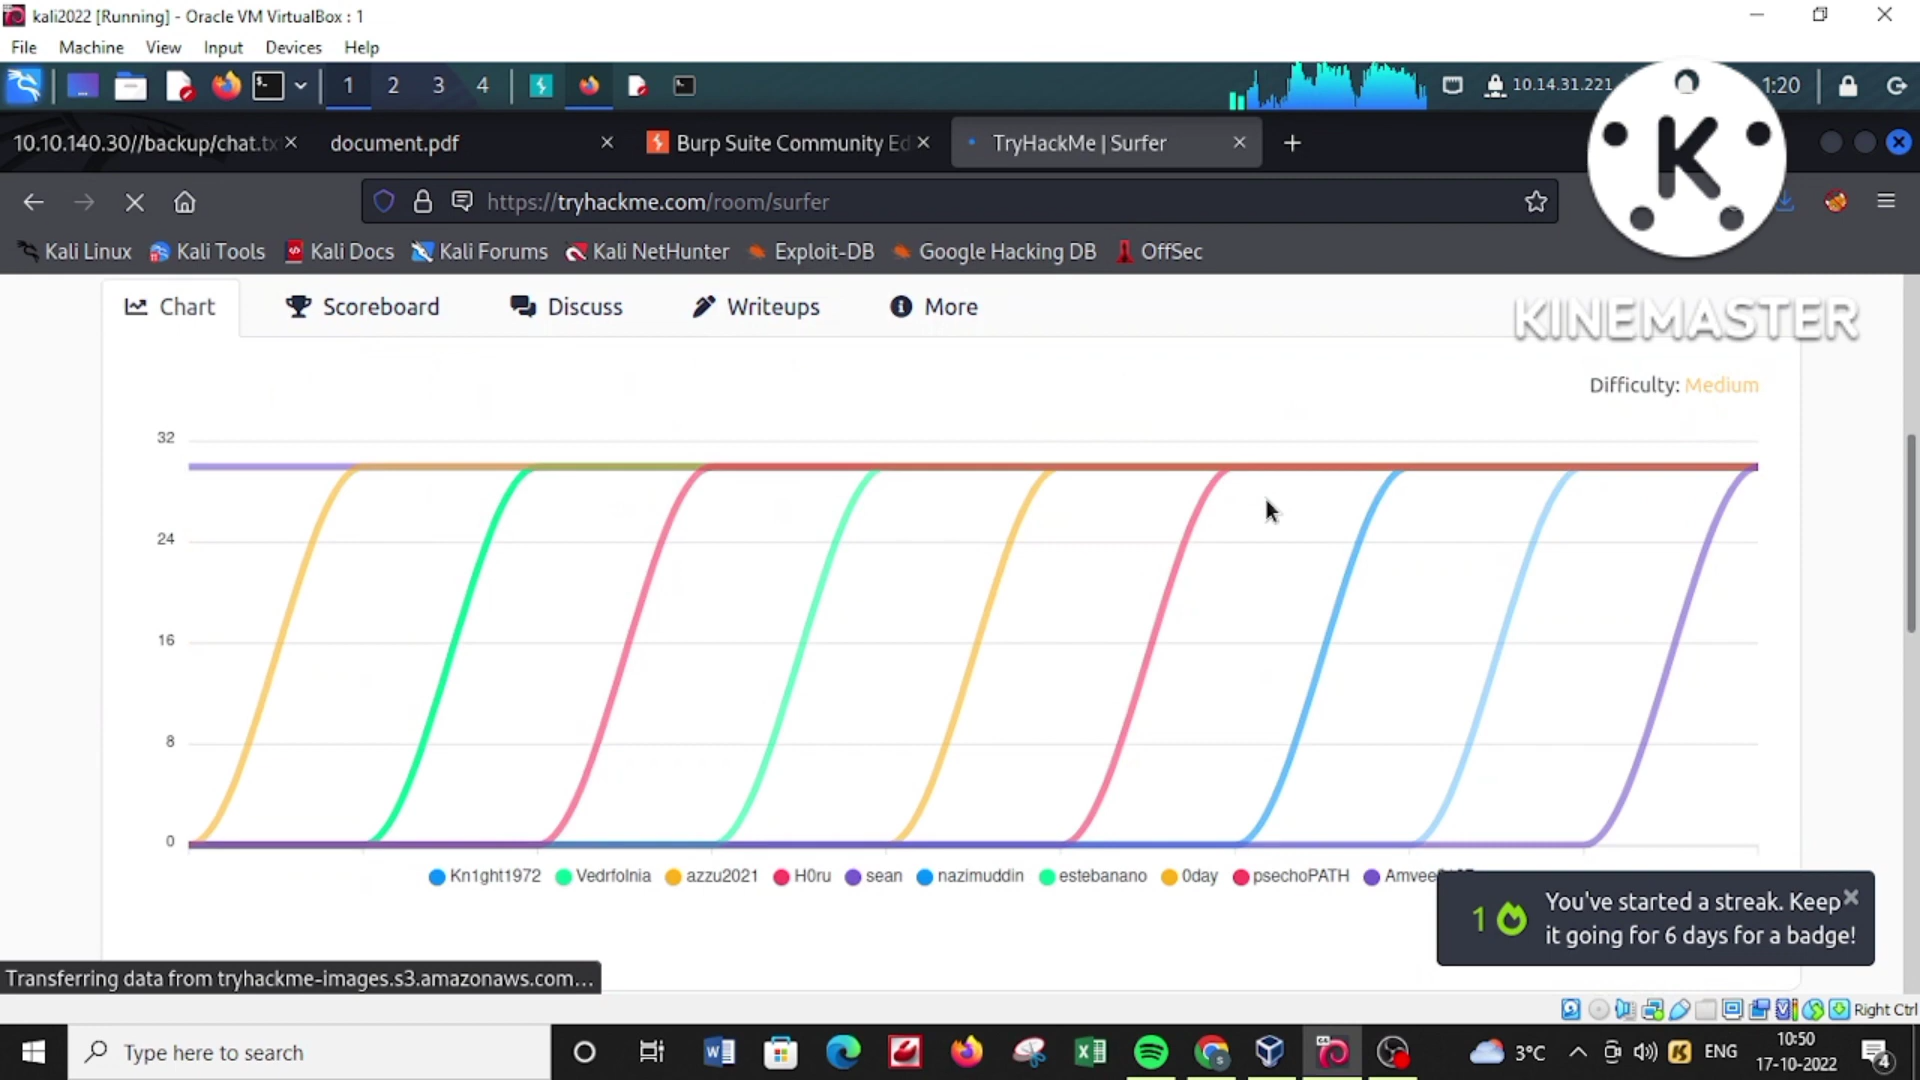 kali2022 [Running] - Oracle VM VirtualBox : 1
File Machine View Input Devices Help
1 2 3 4 10.14.31.221 1:20
10.10.140.30//backup/chat.tx document.pdf Burp Suite Community Ed TryHackMe | Surfer
K
https://tryhackme.com/room/surfer
Kali Linux Kali Tools Kali Docs Kali Forums Kali NetHunter Exploit-DB Google Hacking DB OffSec
Chart Scoreboard Discuss Writeups More
KINEMASTER
Difficulty: Medium
32
24
16
8
0
Kn1ght1972 Vedrfolnia azzu2021 H0ru sean nazimuddin estebanano 0day psechoPATH Amvee
1 You've started a streak. Keep
it going for 6 days for a badge!
Transferring data from tryhackme-images.s3.amazonaws.com...
Right Ctrl
Type here to search
3°C ENG 10:50
17-10-2022
4